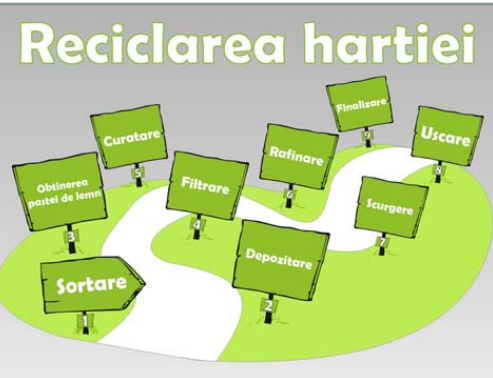 Reciclarea hartiei
Sortare
1
Depozitare
2
Obtinerea
pastei de lemn
3
Filtrare
4
Curatare
5
Rafinare
6
Scurgere
7
Uscare
8
Finalizare
9